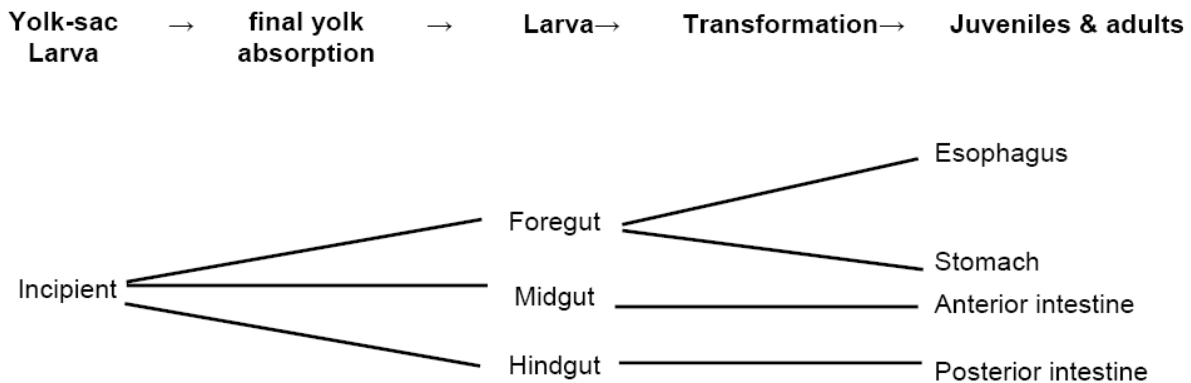 Yolk-sac Larva → final yolk absorption → Larva→ Transformation→ Juveniles & adults
Esophagus
Foregut
Stomach
Incipient
Midgut
Anterior intestine
Hindgut
Posterior intestine